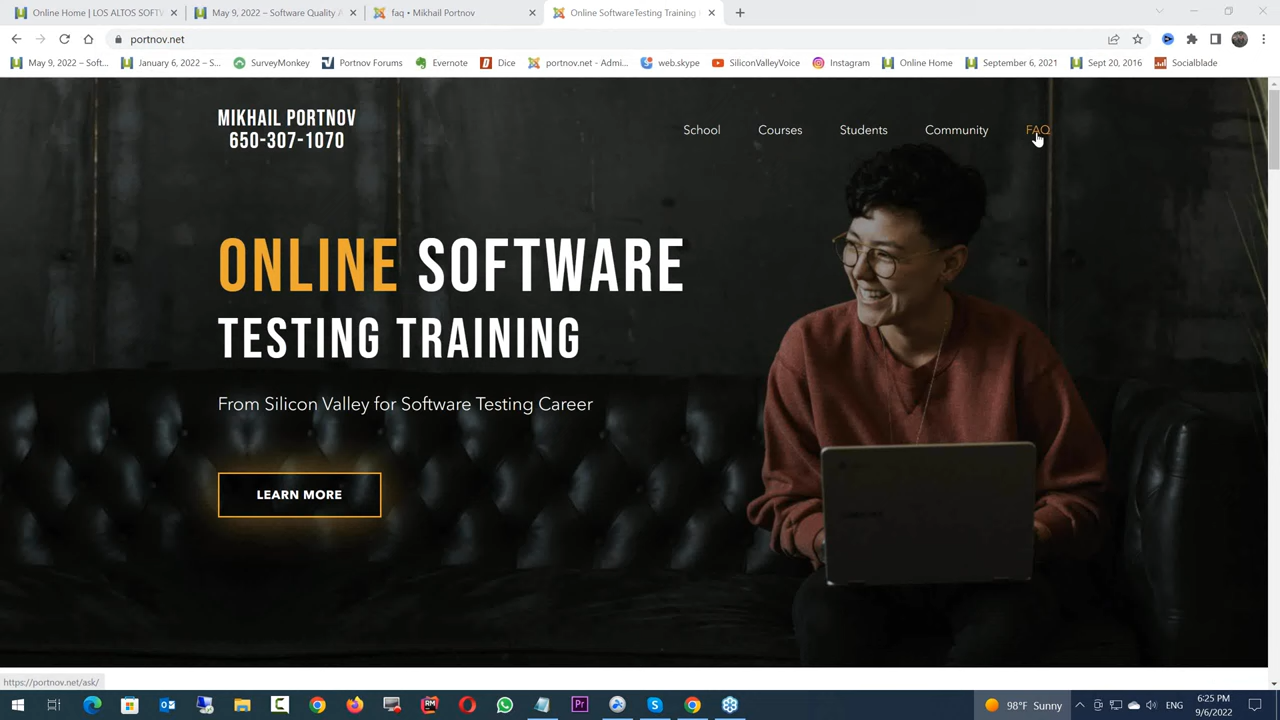 Online Home | LOS ALTOS SOFTW
May 9, 2022 – Software Quality A
faq • Mikhail Portnov
Online SoftwareTesting Training
portnov.net
May 9, 2022 – Soft...
January 6, 2022 – S...
SurveyMonkey
Portnov Forums
Evernote
Dice
portnov.net - Admi...
web.skype
SiliconValleyVoice
Instagram
Online Home
September 6, 2021
Sept 20, 2016
Socialblade
MIKHAIL PORTNOV
650-307-1070
School
Courses
Students
Community
FAQ
ONLINE SOFTWARE
TESTING TRAINING
From Silicon Valley for Software Testing Career
LEARN MORE
https://portnov.net/ask/
98°F Sunny
ENG
6:25 PM
9/6/2022